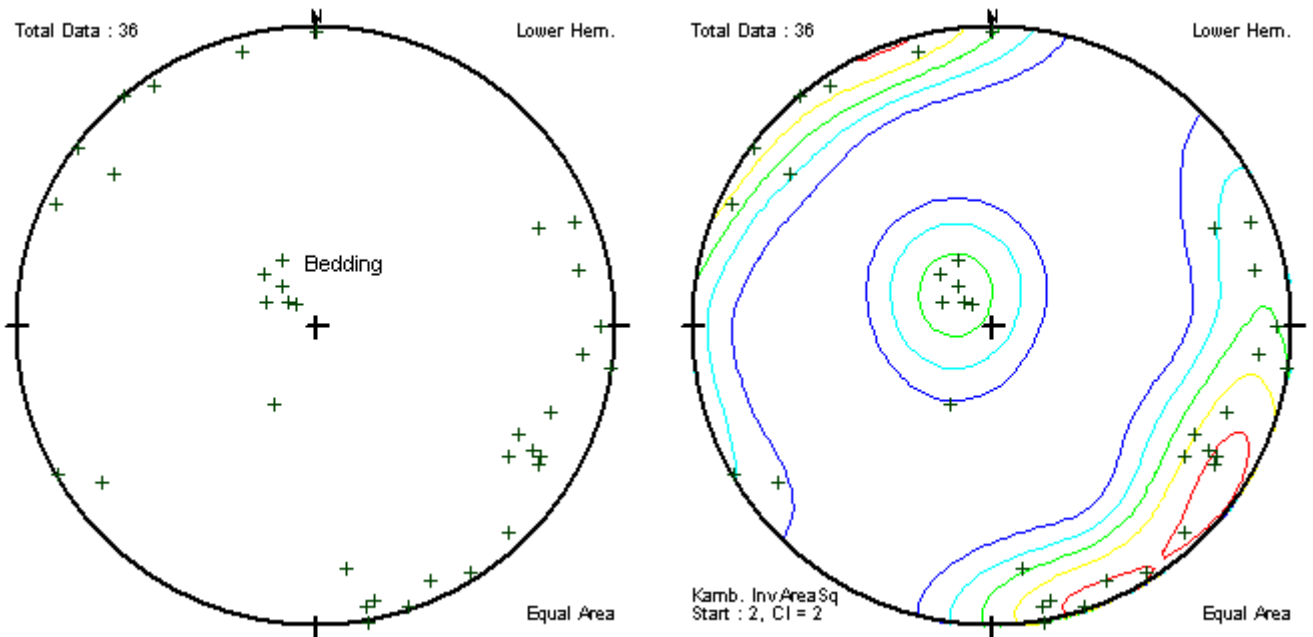 N
Total Data : 36
Lower Hem.
Bedding
Equal Area
N
Total Data : 36
Lower Hem.
Kamb. InvAreaSq
Start : 2, CI = 2
Equal Area